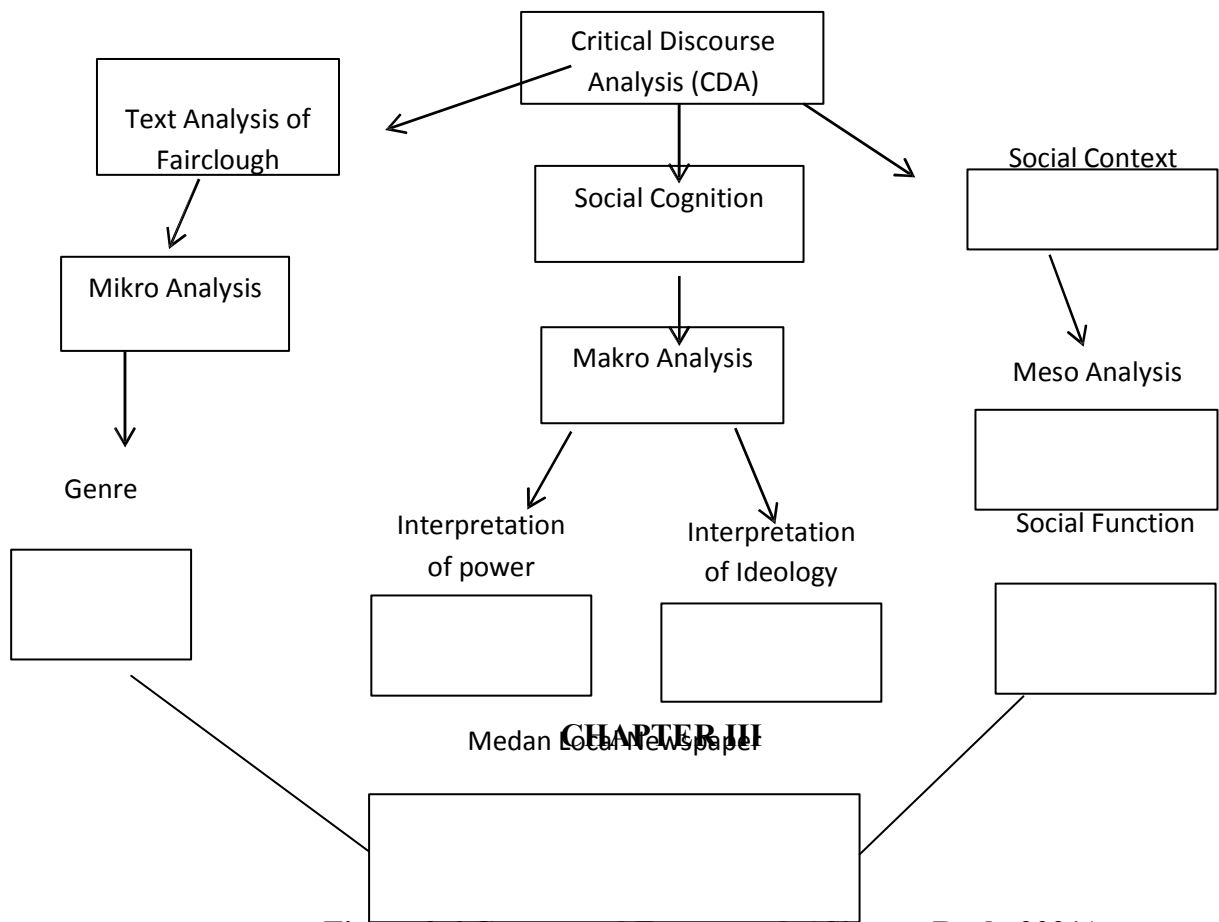 Critical Discourse
Analysis (CDA)
Text Analysis of
Fairclough
Social Context
Social Cognition
Mikro Analysis
Makro Analysis
Meso Analysis
Genre
Interpretation
of power
Interpretation
of Ideology
Social Function
CHAPTER III
Medan Local Newspaper